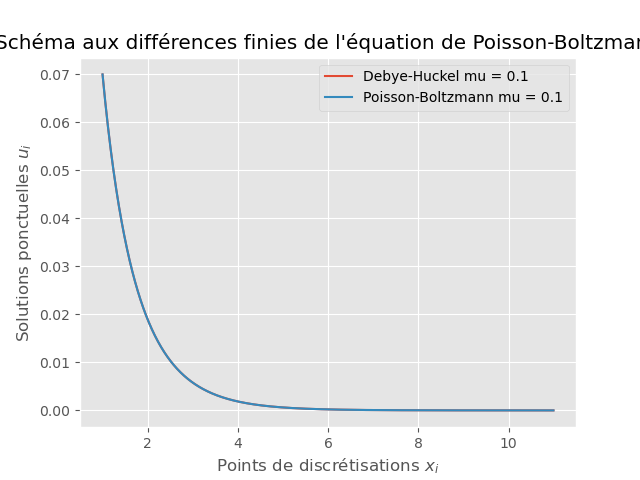 Schéma aux différences finies de l'équation de Poisson-Boltzmar
0.07
0.06
0.05
0.04
0.03
0.02
0.01
0.00
2
4
6
8
10
Solutions ponctuelles u_i
Points de discrétisations x_i
Debye-Huckel mu = 0.1
Poisson-Boltzmann mu = 0.1